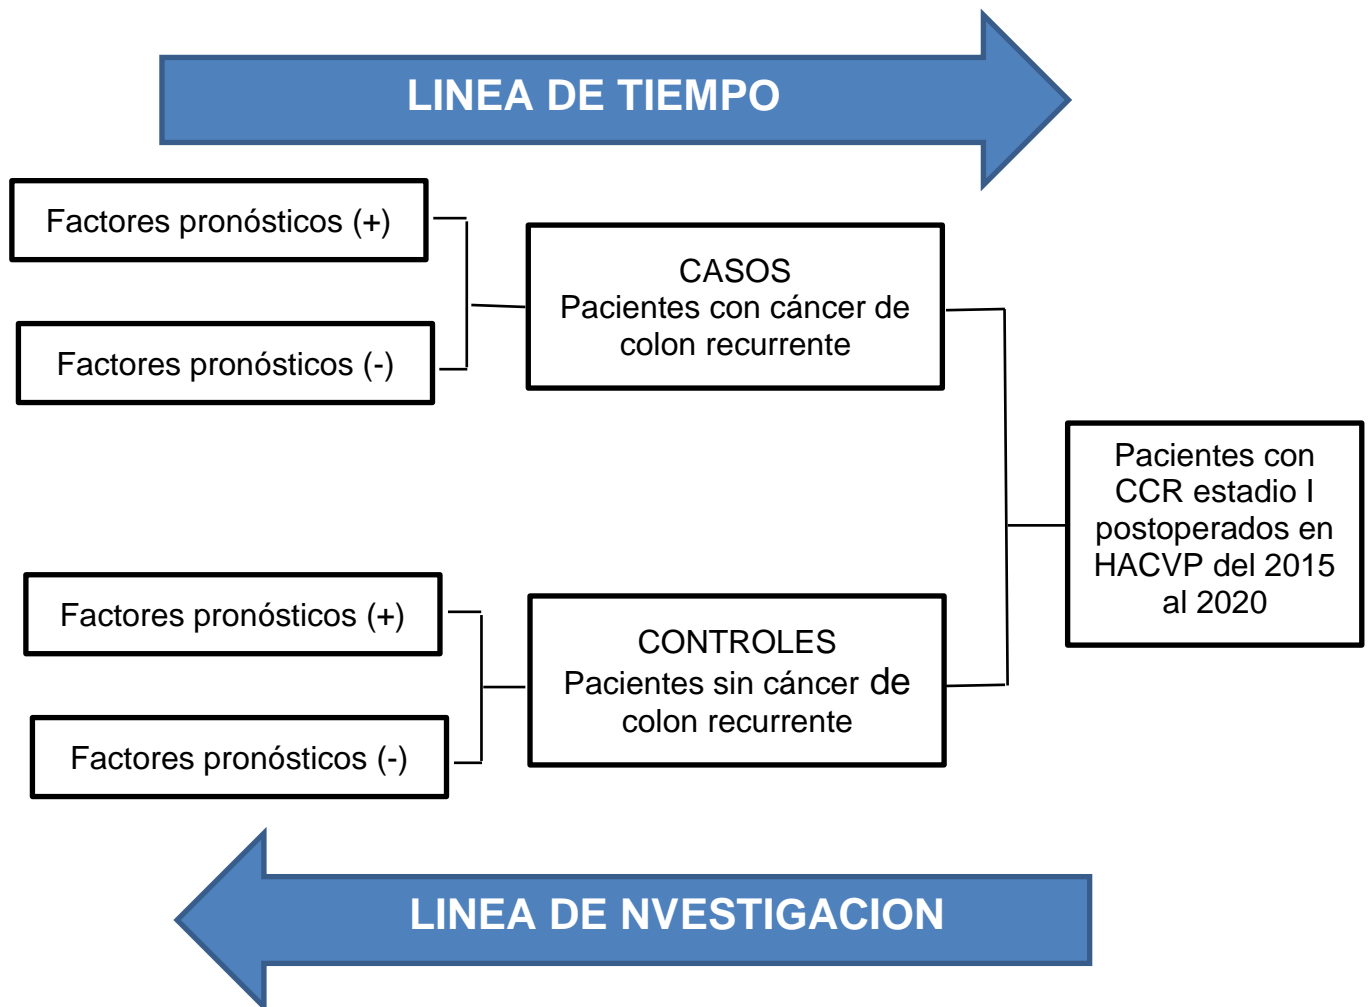 LINEA DE TIEMPO
Factores pronósticos (+)
Factores pronósticos (-)
CASOS
Pacientes con cáncer de
colon recurrente
Pacientes con
CCR estadio I
postoperados en
HACVP del 2015
al 2020
Factores pronósticos (+)
Factores pronósticos (-)
CONTROLES
Pacientes sin cáncer de
colon recurrente
LINEA DE NVESTIGACION